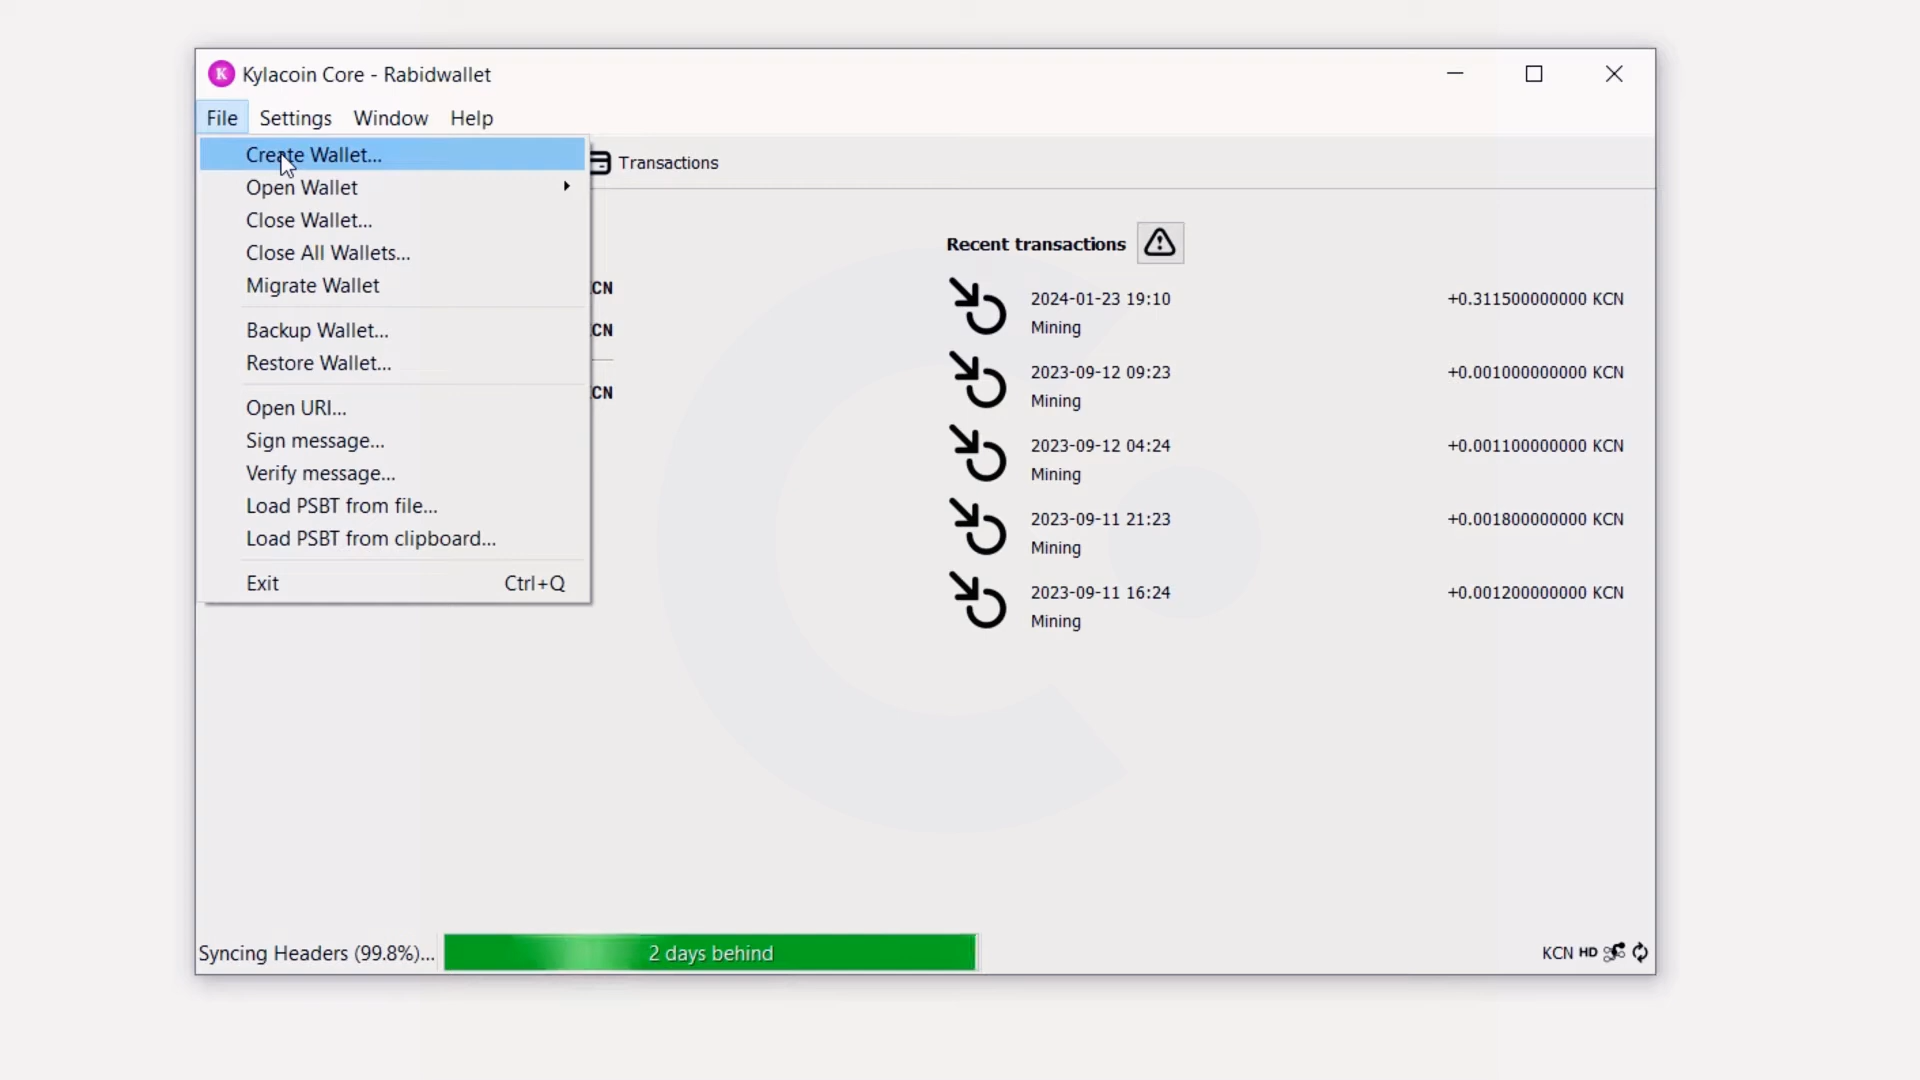 K Kylacoin Core - Rabidwallet
File Settings Window Help
Create Wallet...
Open Wallet
Close Wallet...
Close All Wallets...
Migrate Wallet
Backup Wallet...
Restore Wallet...
Open URI...
Sign message...
Verify message...
Load PSBT from file...
Load PSBT from clipboard...
Exit Ctrl+Q
Transactions
CN
CN
CN
Recent transactions
2024-01-23 19:10 +0.311500000000 KCN
Mining
2023-09-12 09:23 +0.001000000000 KCN
Mining
2023-09-12 04:24 +0.001100000000 KCN
Mining
2023-09-11 21:23 +0.001800000000 KCN
Mining
2023-09-11 16:24 +0.001200000000 KCN
Mining
Syncing Headers (99.8%)... 2 days behind KCN HD